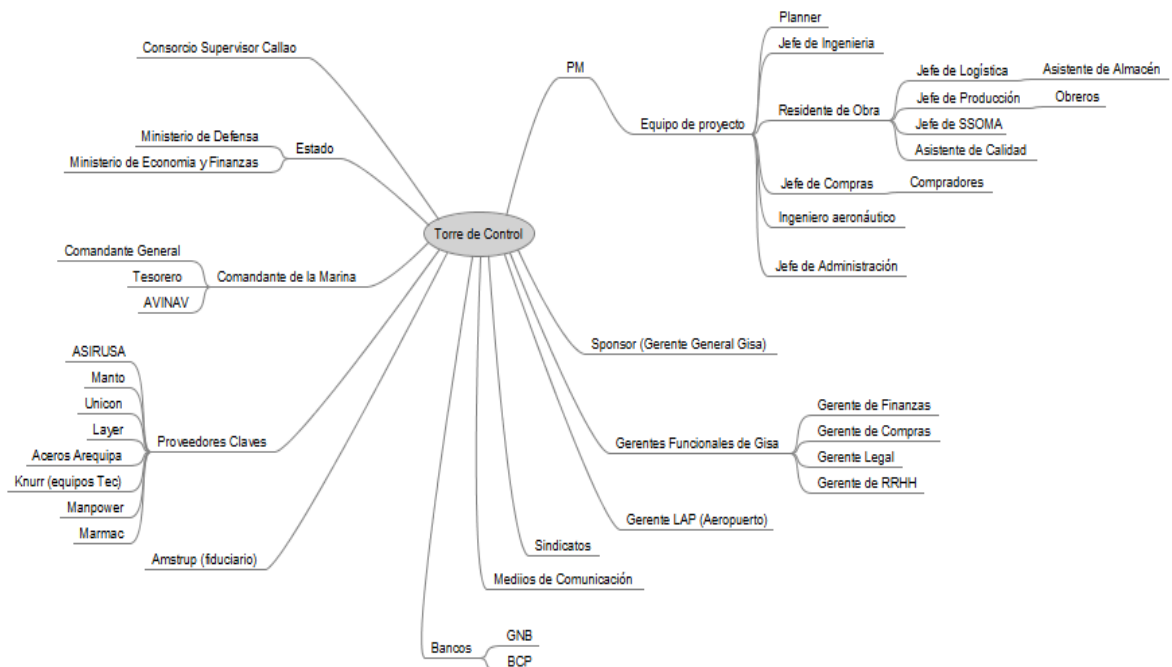 Consorcio Supervisor Callao
Ministerio de Defensa
Ministerio de Economia y Finanzas
Estado
Comandante General
Tesorero
AVINAV
Comandante de la Marina
ASIRUSA
Manto
Unicon
Layer
Aceros Arequipa
Knurr (equipos Tec)
Manpower
Marmac
Proveedores Claves
Amstrup (fiduciario)
Torre de Control
PM
Equipo de proyecto
Planner
Jefe de Ingenieria
Residente de Obra
Jefe de Logística
Asistente de Almacén
Jefe de Producción
Obreros
Jefe de SSOMA
Asistente de Calidad
Jefe de Compras
Compradores
Ingeniero aeronáutico
Jefe de Administración
Sponsor (Gerente General Gisa)
Gerentes Funcionales de Gisa
Gerente de Finanzas
Gerente de Compras
Gerente Legal
Gerente de RRHH
Gerente LAP (Aeropuerto)
Sindicatos
Mediios de Comunicación
Bancos
GNB
BCP